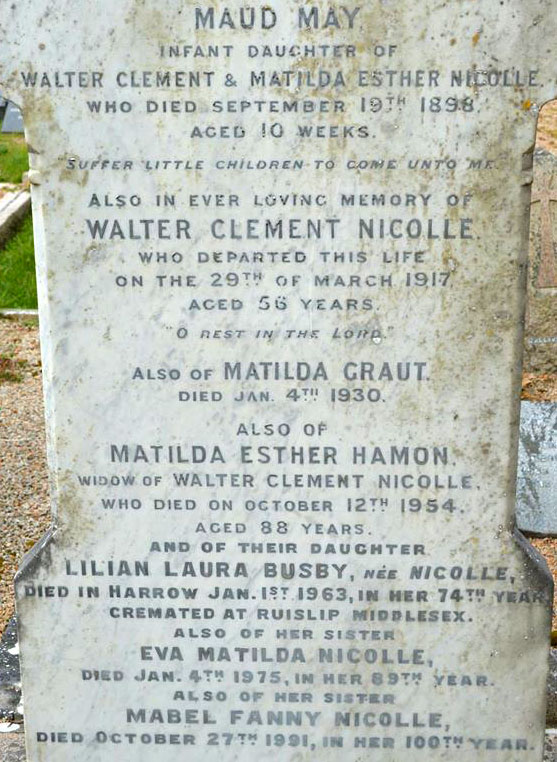 MAUD MAY
INFANT DAUGHTER OF
WALTER CLEMENT & MATILDA ESTHER NICOLLE.
WHO DIED SEPTEMBER 19TH 1898.
AGED 10 WEEKS.
SUFFER LITTLE CHILDREN TO COME UNTO ME
ALSO IN EVER LOVING MEMORY OF
WALTER CLEMENT NICOLLE.
WHO DEPARTED THIS LIFE
ON THE 29TH OF MARCH 1917
AGED 56 YEARS.
"O REST IN THE LORD."
ALSO OF MATILDA GRAUT.
DIED JAN. 4TH 1930.
ALSO OF
MATILDA ESTHER HAMON.
WIDOW OF WALTER CLEMENT NICOLLE.
WHO DIED ON OCTOBER 12TH 1954.
AGED 88 YEARS.
AND OF THEIR DAUGHTER
LILIAN LAURA BUSBY, NÉE NICOLLE,
DIED IN HARROW JAN. 1ST 1963, IN HER 74TH YEAR
CREMATED AT RUISLIP MIDDLESEX.
ALSO OF HER SISTER
EVA MATILDA NICOLLE,
DIED JAN. 4TH 1975, IN HER 89TH YEAR.
ALSO OF HER SISTER
MABEL FANNY NICOLLE,
DIED OCTOBER 27TH 1991, IN HER 100TH YEAR.